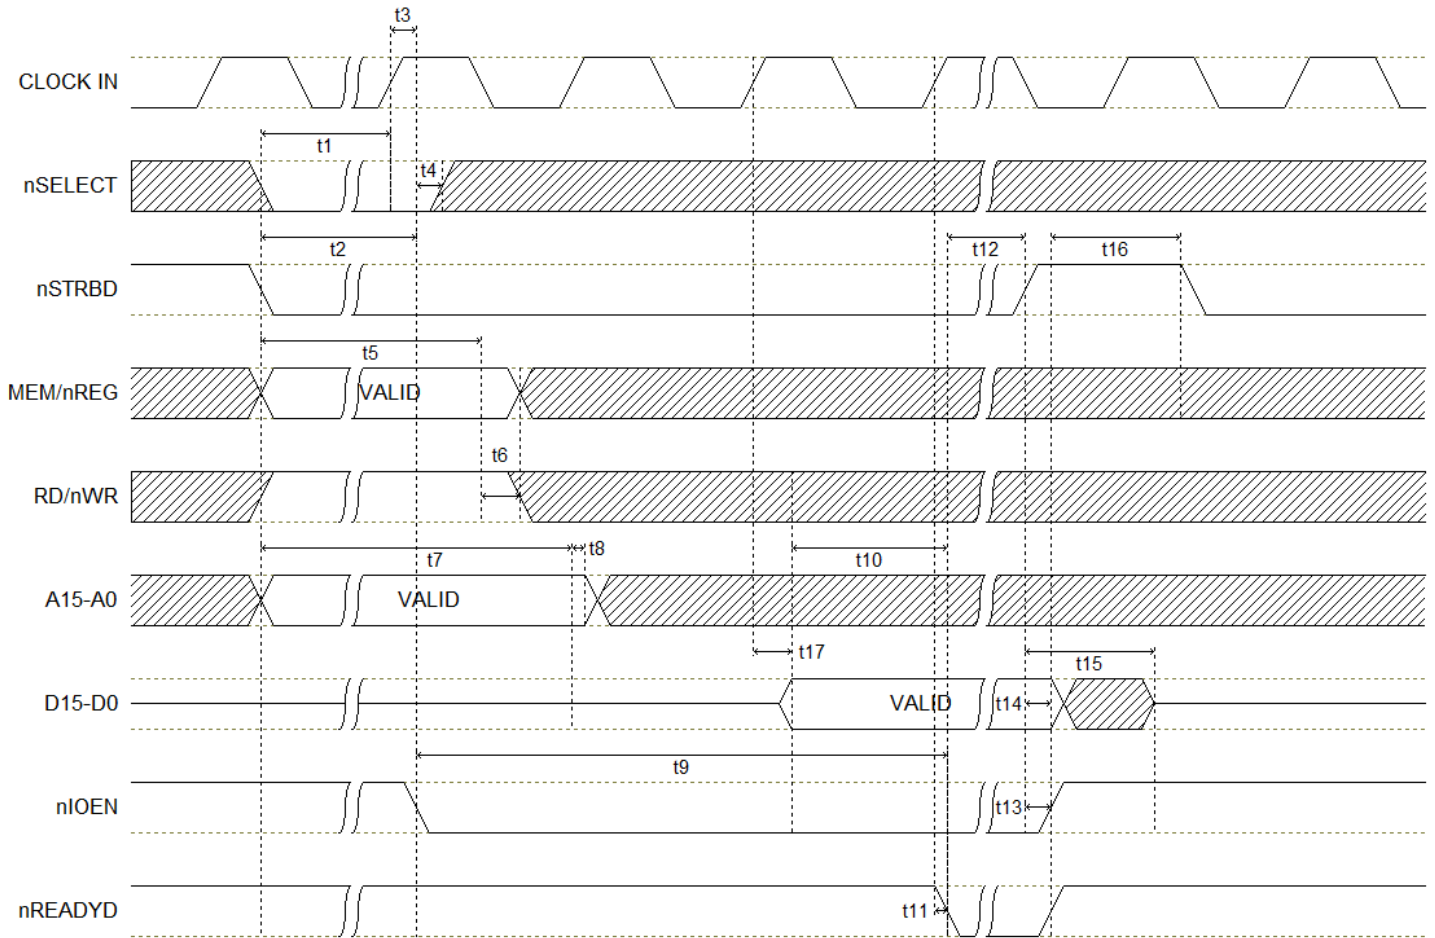 t3
CLOCK IN
t1
nSELECT
t4
t2
t12
t16
nSTRBD
t5
MEM/nREG
VALID
t6
RD/nWR
t7
t8
t10
A15-A0
VALID
t17
t15
D15-D0
VALID
t14
t9
nIOEN
t13
nREADYD
t11